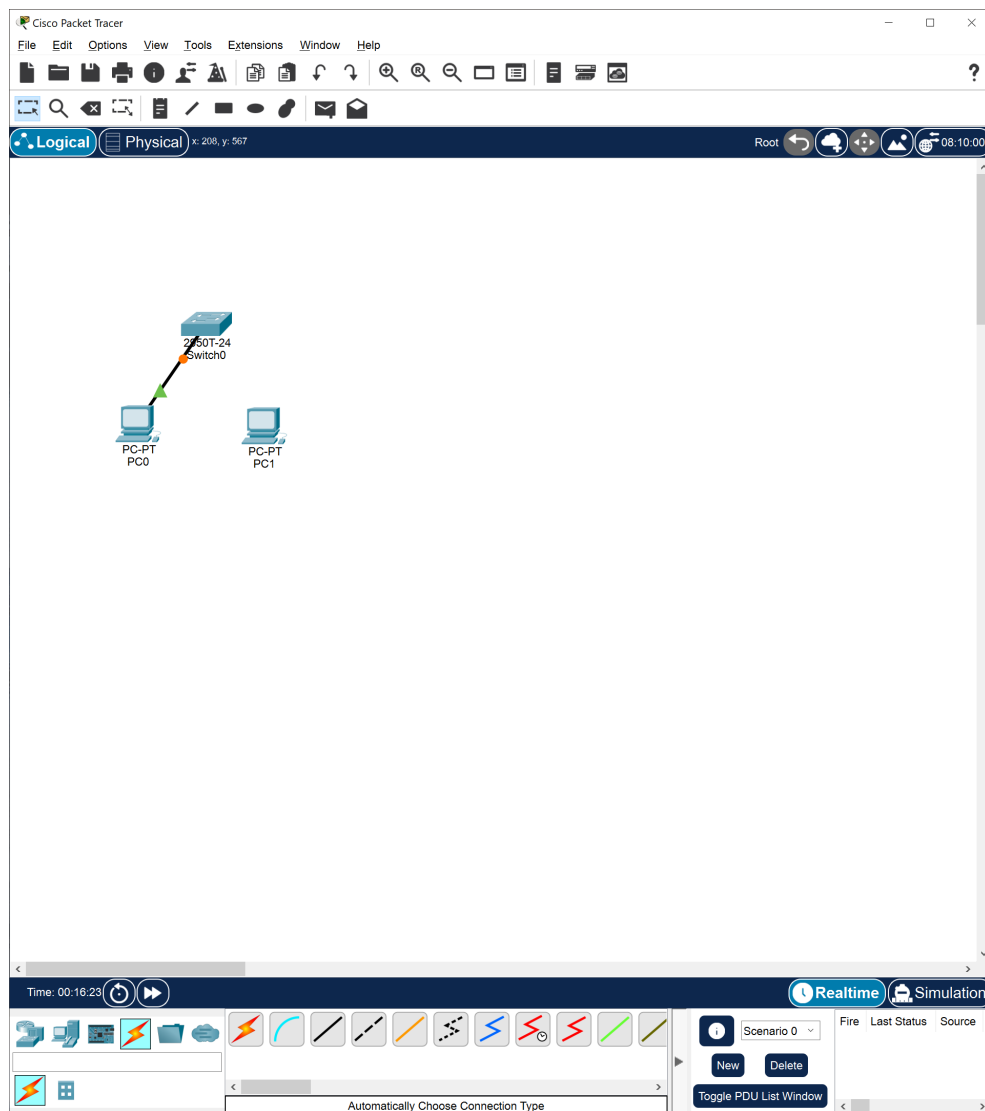 Cisco Packet Tracer
File Edit Options View Tools Extensions Window Help
R
?
Logical Physical x: 208, y: 567 Root 08:10:00
2950T-24
Switch0
PC-PT
PC0
PC-PT
PC1
Time: 00:16:23 Realtime Simulation
Scenario 0
Fire Last Status Source
New Delete
Toggle PDU List Window
Automatically Choose Connection Type